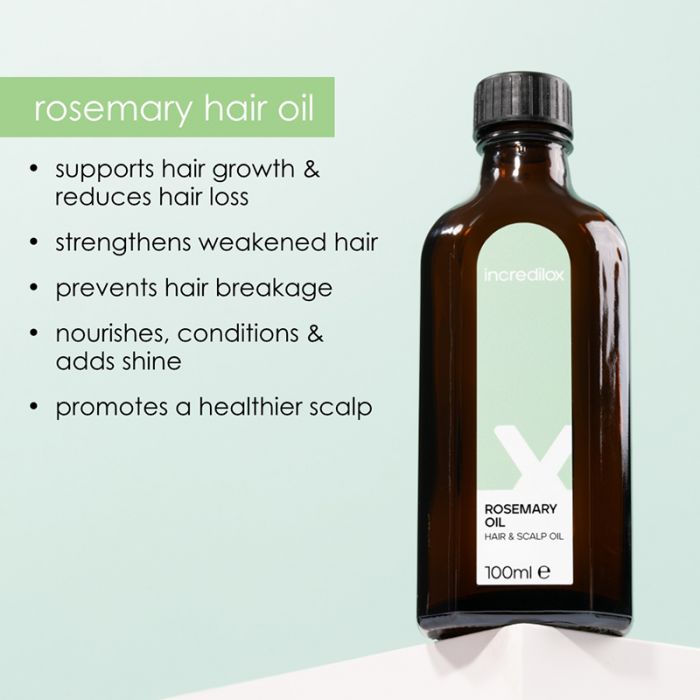 rosemary hair oil
• supports hair growth &
reduces hair loss
• strengthens weakened hair
• prevents hair breakage
• nourishes, conditions &
adds shine
• promotes a healthier scalp
incredilox
X
ROSEMARY
OIL
HAIR & SCALP OIL
100ml ℮